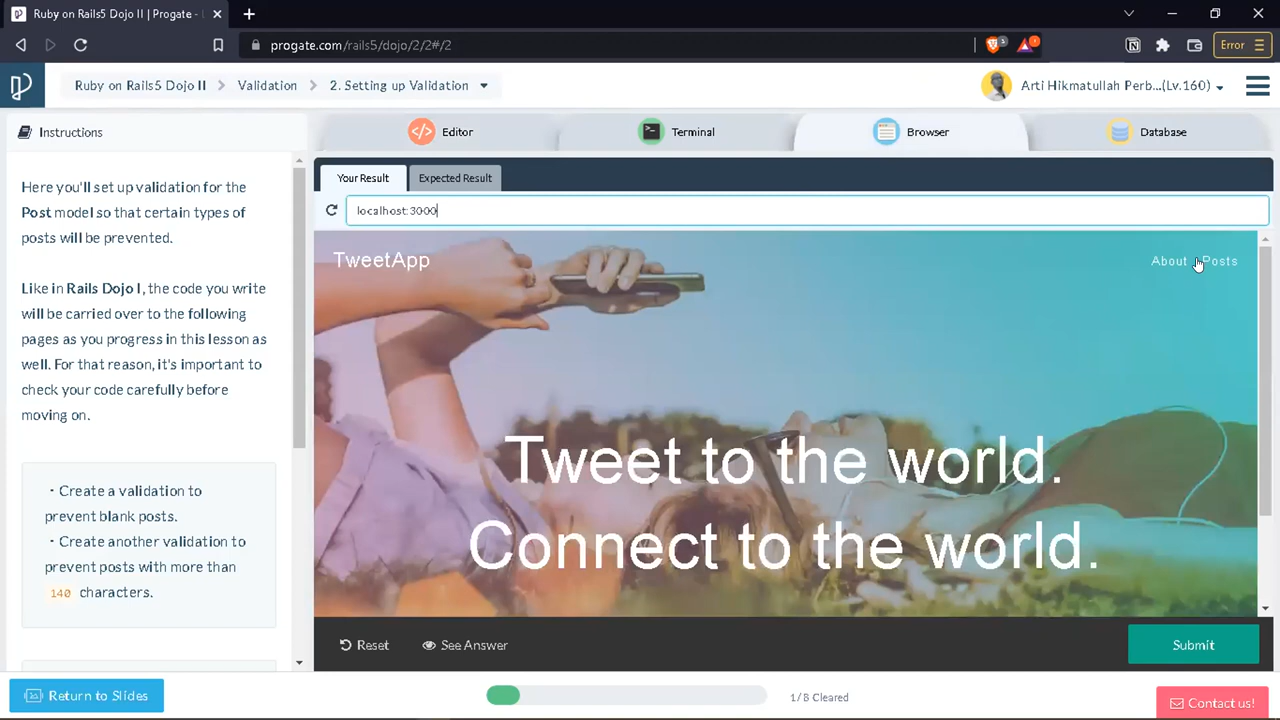 Ruby on Rails5 Dojo II | Progate - L
progate.com/rails5/dojo/2/2#/2
Error
Ruby on Rails5 Dojo II
Validation
2. Setting up Validation
Arti Hikmatullah Perb...(Lv.160)
Instructions
Editor
Terminal
Browser
Database
Your Result
Expected Result
localhost:3000
Here you'll set up validation for the
Post model so that certain types of
posts will be prevented.
Like in Rails Dojo I, the code you write
will be carried over to the following
pages as you progress in this lesson as
well. For that reason, it's important to
check your code carefully before
moving on.
・Create a validation to
prevent blank posts.
・Create another validation to
prevent posts with more than
140 characters.
TweetApp
About
Posts
Tweet to the world.
Connect to the world.
Reset
See Answer
Submit
Return to Slides
1/8 Cleared
Contact us!